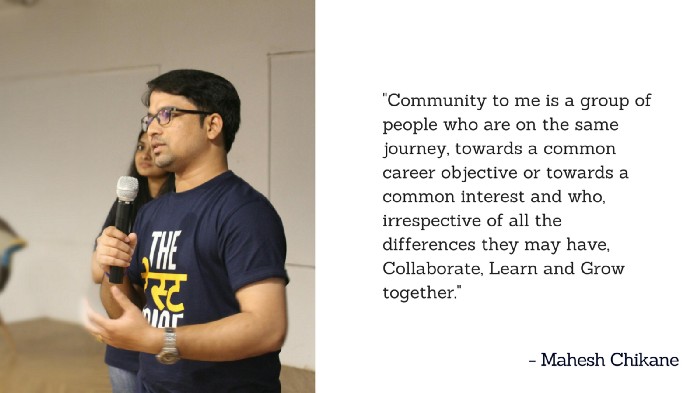 THE
टेस्ट
"Community to me is a group of
people who are on the same
journey, towards a common
career objective or towards a
common interest and who,
irrespective of all the
differences they may have,
Collaborate, Learn and Grow
together."
– Mahesh Chikane